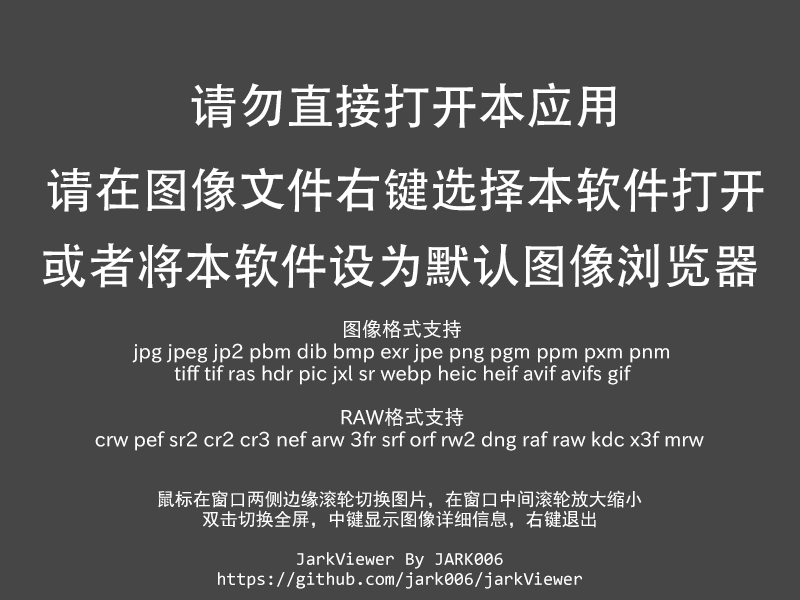 请勿直接打开本应用
请在图像文件右键选择本软件打开
或者将本软件设为默认图像浏览器
图像格式支持
jpg jpeg jp2 pbm dib bmp exr jpe png pgm ppm pxm pnm
tiff tif ras hdr pic jxl sr webp heic heif avif avifs gif
RAW格式支持
crw pef sr2 cr2 cr3 nef arw 3fr srf orf rw2 dng raf raw kdc x3f mrw
鼠标在窗口两侧边缘滚轮切换图片，在窗口中间滚轮放大缩小
双击切换全屏，中键显示图像详细信息，右键退出
JarkViewer By JARK006
https://github.com/jark006/jarkViewer